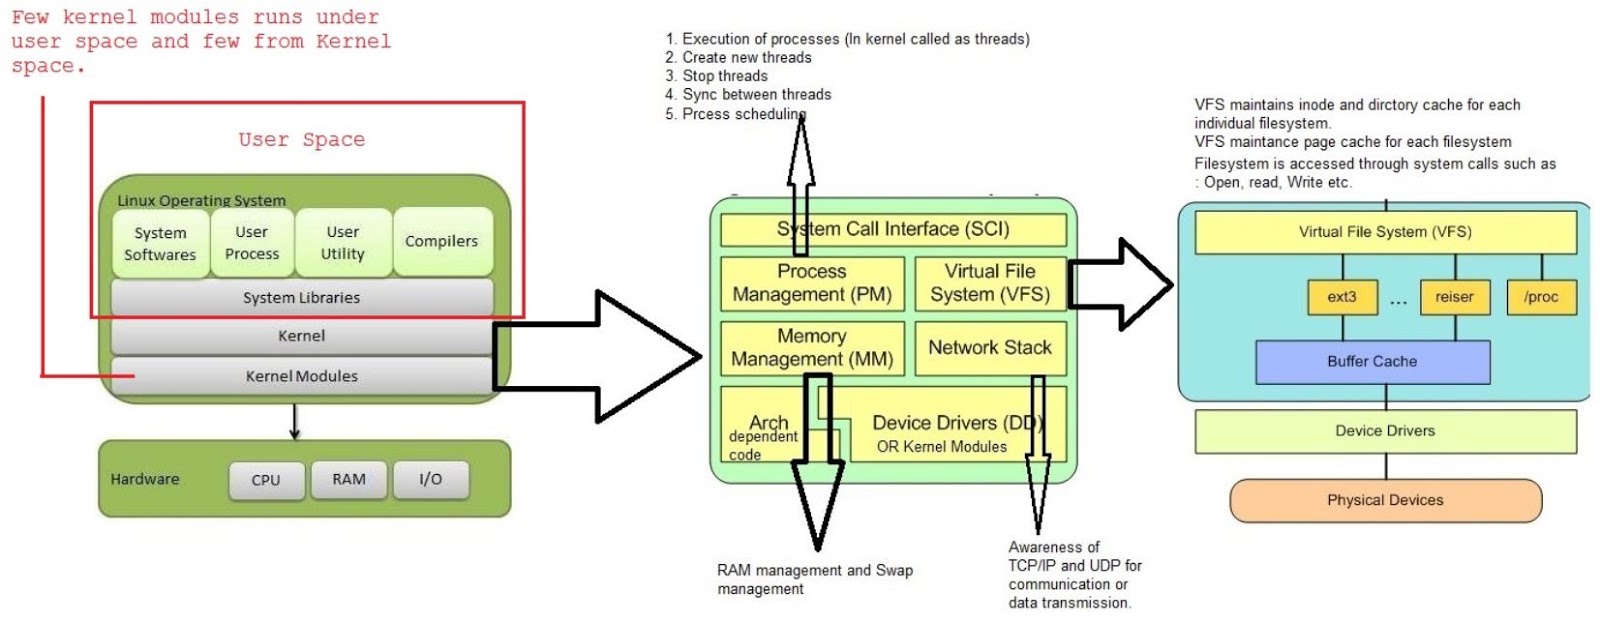 Few kernel modules runs under
user space and few from Kernel
space.
User Space
Linux Operating System
System
Softwares
User
Process
User
Utility
Compilers
System Libraries
Kernel
Kernel Modules
Hardware
CPU
RAM
I/O
1. Execution of processes (In kernel called as threads)
2. Create new threads
3. Stop threads
4. Sync between threads
5. Prcess scheduling
System Call Interface (SCI)
Process
Management (PM)
Virtual File
System (VFS)
Memory
Management (MM)
Network Stack
Arch
dependent
code
Device Drivers (DD)
OR Kernel Modules
RAM management and Swap
management
Awareness of
TCP/IP and UDP for
communication or
data transmission.
VFS maintains inode and dirctory cache for each
individual filesystem.
VFS maintance page cache for each filesystem
Filesystem is accessed through system calls such as
: Open, read, Write etc.
Virtual File System (VFS)
ext3
...
reiser
/proc
Buffer Cache
Device Drivers
Physical Devices